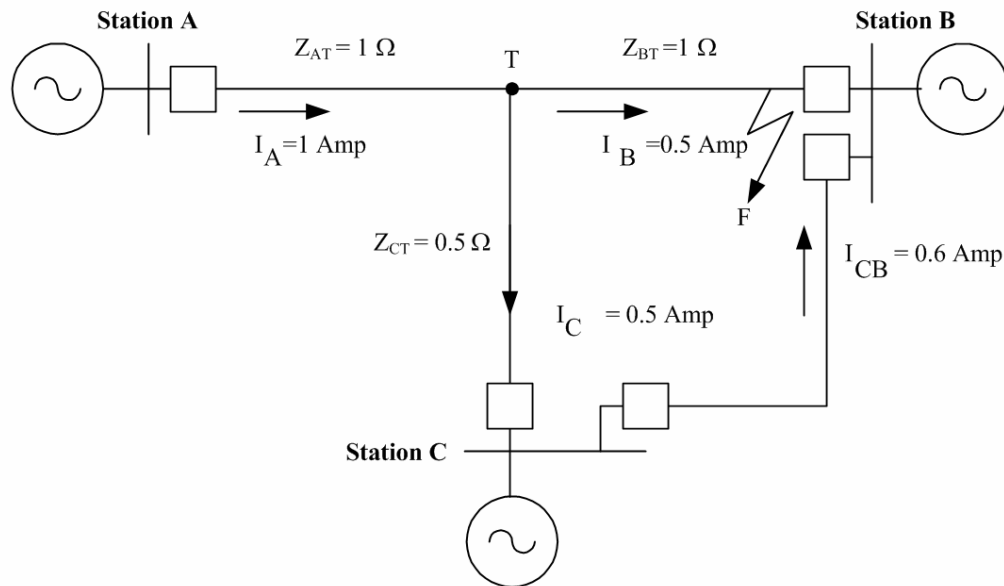 Station A
Station B
Z_AT = 1 Ω
Z_BT = 1 Ω
T
I_A =1 Amp
I_B =0.5 Amp
F
Z_CT = 0.5 Ω
I_CB = 0.6 Amp
I_C = 0.5 Amp
Station C